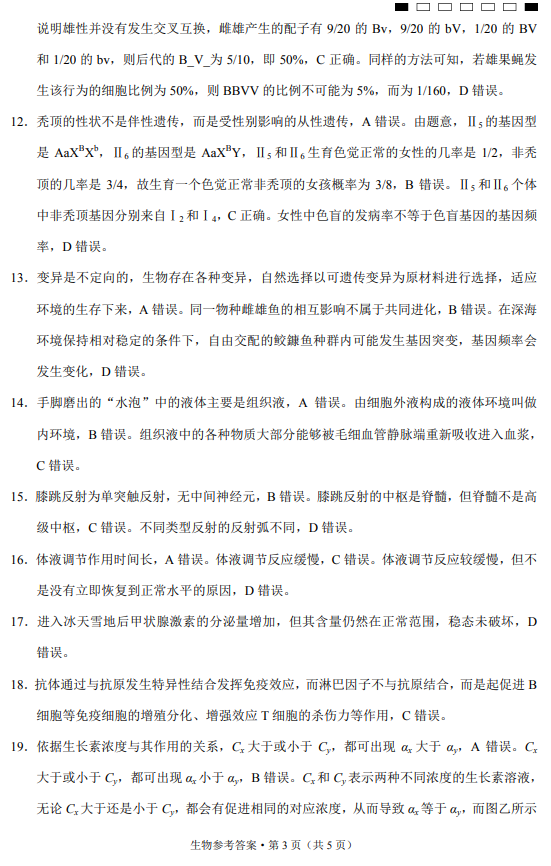 说明雄性并没有发生交叉互换，雌雄产生的配子有 9/20 的 Bv，9/20 的 bV，1/20 的 BV
和 1/20 的 bv，则后代的 B_V_为 5/10，即 50%，C 正确。同样的方法可知，若雄果蝇发
生该行为的细胞比例为 50%，则 BBVV 的比例不可能为 5%，而为 1/160，D 错误。
12．秃顶的性状不是伴性遗传，而是受性别影响的从性遗传，A 错误。由题意，Ⅱ5 的基因型
是 AaXᴮXᵇ，Ⅱ6 的基因型是 AaXᴮY，Ⅱ5 和Ⅱ6 生育色觉正常的女性的几率是 1/2，非秃
顶的几率是 3/4，故生育一个色觉正常非秃顶的女孩概率为 3/8，B 错误。Ⅱ5 和Ⅱ6 个体
中非秃顶基因分别来自Ⅰ2 和Ⅰ4，C 正确。女性中色盲的发病率不等于色盲基因的基因频
率，D 错误。
13．变异是不定向的，生物存在各种变异，自然选择以可遗传变异为原材料进行选择，适应
环境的生存下来，A 错误。同一物种雌雄鱼的相互影响不属于共同进化，B 错误。在深海
环境保持相对稳定的条件下，自由交配的鮟鱇鱼种群内可能发生基因突变，基因频率会
发生变化，D 错误。
14．手脚磨出的“水泡”中的液体主要是组织液，A 错误。由细胞外液构成的液体环境叫做
内环境，B 错误。组织液中的各种物质大部分能够被毛细血管静脉端重新吸收进入血浆，
C 错误。
15．膝跳反射为单突触反射，无中间神经元，B 错误。膝跳反射的中枢是脊髓，但脊髓不是高
级中枢，C 错误。不同类型反射的反射弧不同，D 错误。
16．体液调节作用时间长，A 错误。体液调节反应缓慢，C 错误。体液调节反应较缓慢，但不
是没有立即恢复到正常水平的原因，D 错误。
17．进入冰天雪地后甲状腺激素的分泌量增加，但其含量仍然在正常范围，稳态未破坏，D
错误。
18．抗体通过与抗原发生特异性结合发挥免疫效应，而淋巴因子不与抗原结合，而是起促进 B
细胞等免疫细胞的增殖分化、增强效应 T 细胞的杀伤力等作用，C 错误。
19．依据生长素浓度与其作用的关系，Cx 大于或小于 Cy，都可出现 αx 大于 αy，A 错误。Cx
大于或小于 Cy，都可出现 αx 小于 αy，B 错误。Cx 和 Cy 表示两种不同浓度的生长素溶液，
无论 Cx 大于还是小于 Cy，都会有促进相同的对应浓度，从而导致 αx 等于 αy，而图乙所示
生物参考答案·第 3 页（共 5 页）